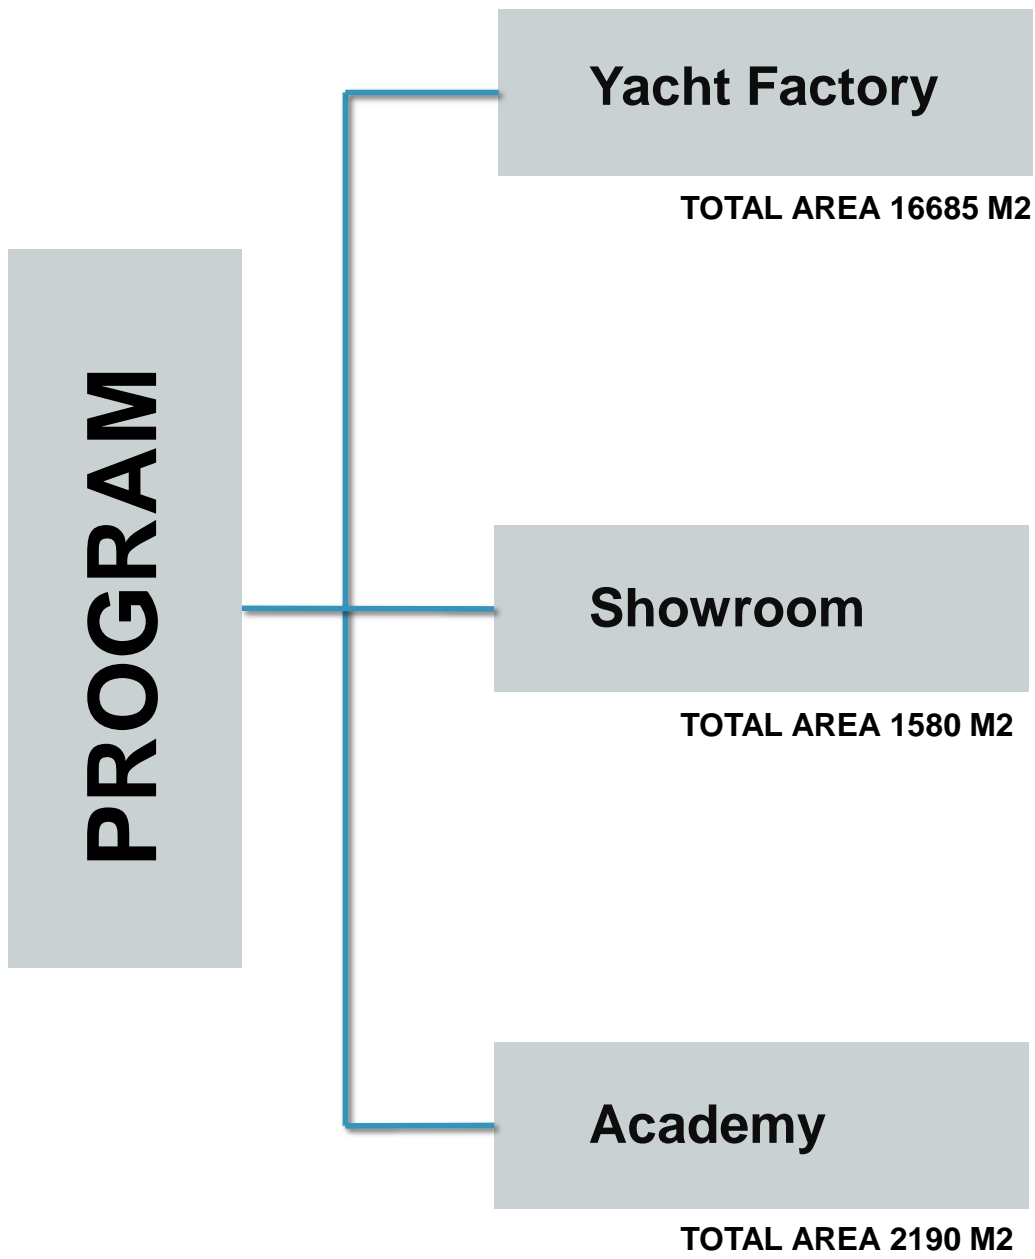 PROGRAM
Yacht Factory
TOTAL AREA 16685 M2
Showroom
TOTAL AREA 1580 M2
Academy
TOTAL AREA 2190 M2